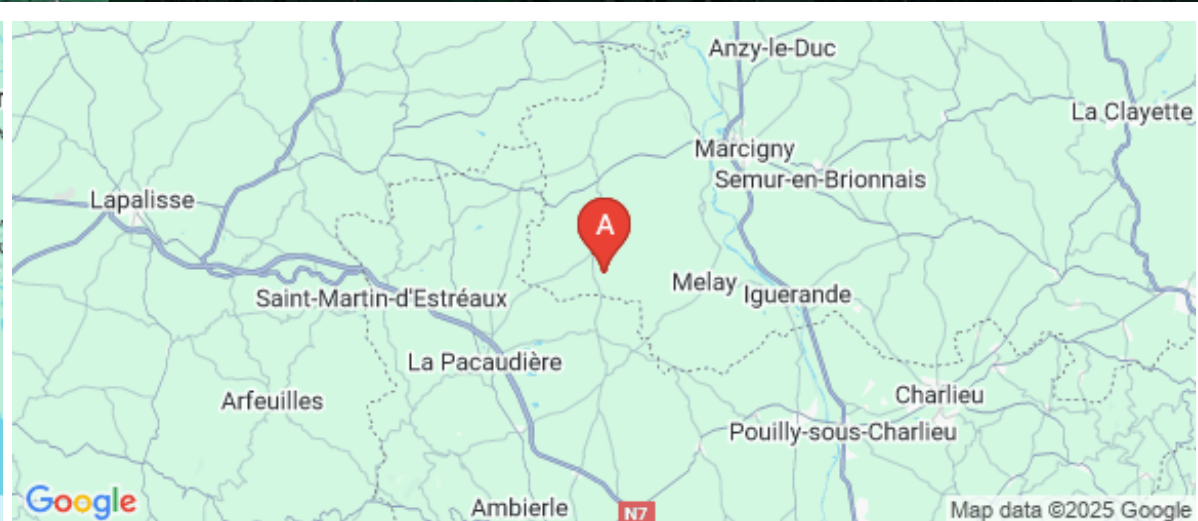 Anzy-le-Duc
La Clayette
Marcigny
Semur-en-Brionnais
Lapalisse
A
Melay
Iguerande
Saint-Martin-d'Estréaux
La Pacaudière
Charlieu
Arfeuilles
Pouilly-sous-Charlieu
Ambierle
N7
Google
Map data ©2025 Google